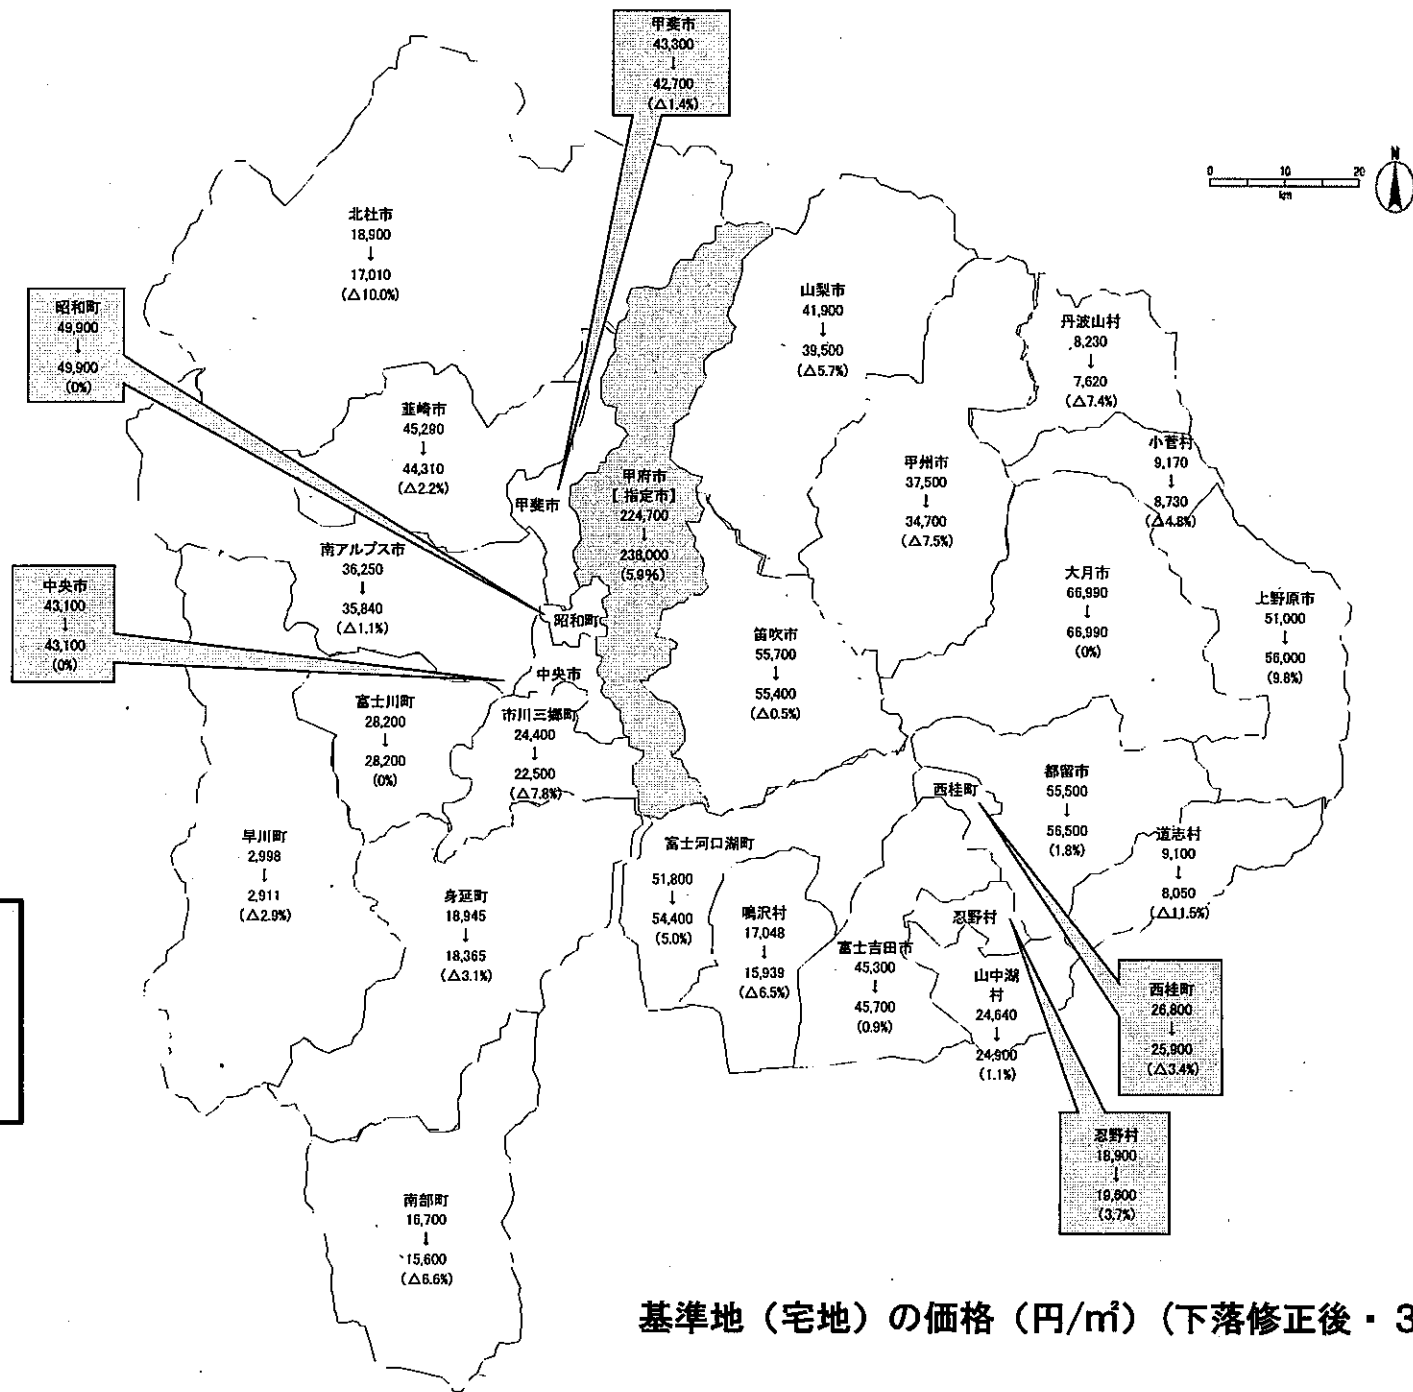 甲斐市
43,300
↓
42,700
(△1.4%)
N
0 10 20
km
北杜市
18,900
↓
17,010
(△10.0%)
昭和町
49,900
↓
49,900
(0%)
山梨市
41,900
↓
39,500
(△5.7%)
丹波山村
8,230
↓
7,620
(△7.4%)
韮崎市
45,280
↓
44,310
(△2.2%)
小菅村
9,170
↓
8,730
(△4.8%)
甲州市
37,500
↓
34,700
(△7.5%)
甲府市
[指定市]
224,700
↓
238,000
(5.9%)
甲斐市
南アルプス市
36,250
↓
35,840
(△1.1%)
中央市
43,100
↓
43,100
(0%)
大月市
66,990
↓
66,990
(0%)
上野原市
51,000
↓
56,000
(9.8%)
昭和町
笛吹市
55,700
↓
55,400
(△0.5%)
中央市
富士川町
28,200
↓
28,200
(0%)
市川三郷町
24,400
↓
22,500
(△7.8%)
都留市
55,500
↓
56,500
(1.8%)
西桂町
早川町
2,998
↓
2,911
(△2.9%)
富士河口湖町
51,800
↓
54,400
(5.0%)
道志村
9,100
↓
8,050
(△11.5%)
身延町
18,945
↓
18,365
(△3.1%)
鳴沢村
17,048
↓
15,939
(△6.5%)
忍野村
富士吉田市
45,300
↓
45,700
(0.9%)
山中湖
村
24,640
↓
24,900
(1.1%)
西桂町
26,800
↓
25,900
(△3.4%)
忍野村
18,900
↓
19,600
(3.7%)
南部町
16,700
↓
15,600
(△6.6%)
基準地（宅地）の価格（円/㎡）(下落修正後・3